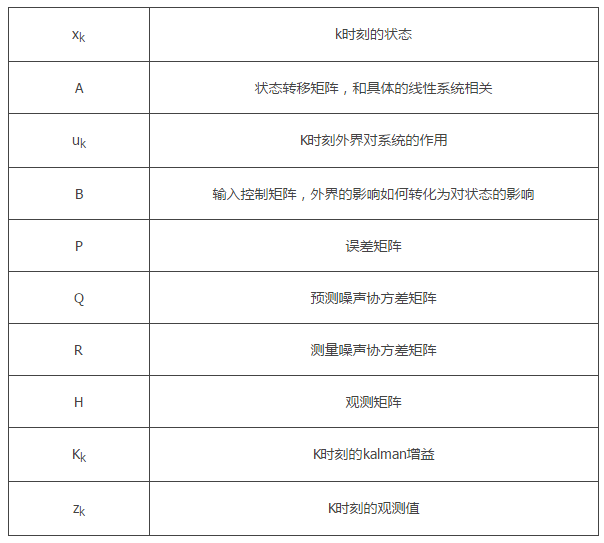 xk k时刻的状态
A 状态转移矩阵，和具体的线性系统相关
uk K时刻外界对系统的作用
B 输入控制矩阵，外界的影响如何转化为对状态的影响
P 误差矩阵
Q 预测噪声协方差矩阵
R 测量噪声协方差矩阵
H 观测矩阵
Kk K时刻的kalman增益
zk K时刻的观测值